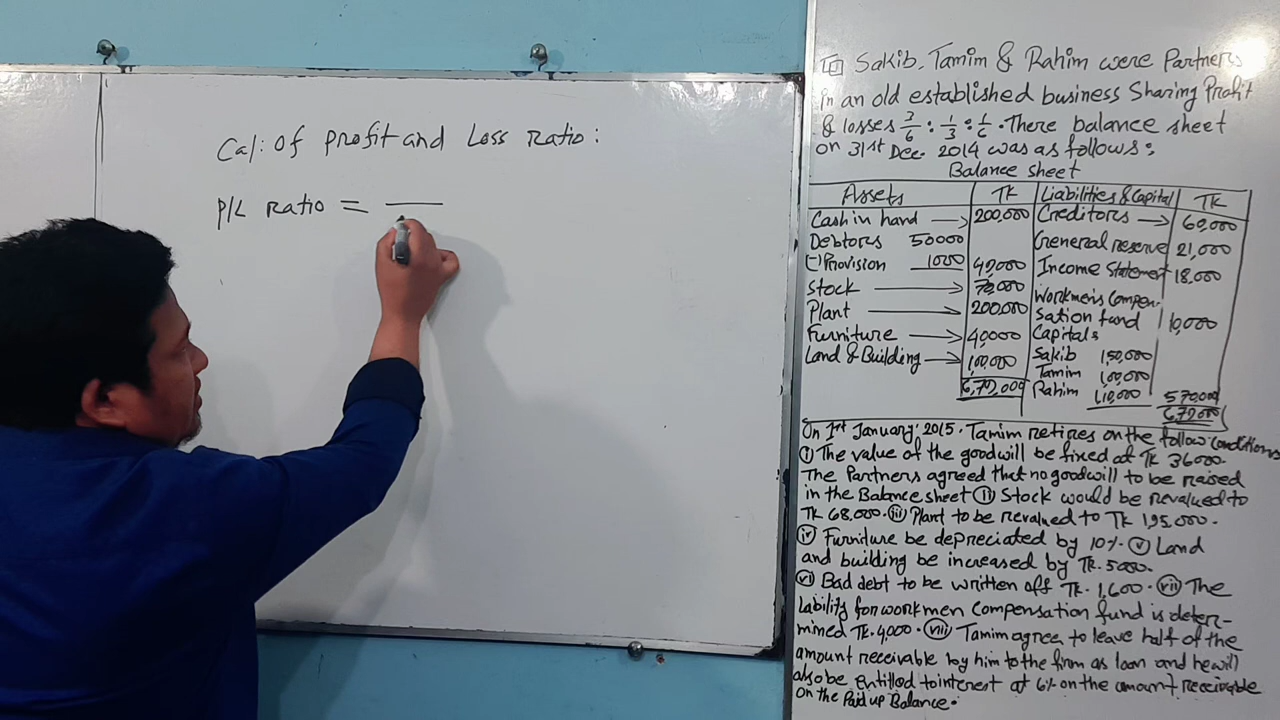 Cal: Of profit and Loss ratio:
P/L ratio =
Sakib, Tamim & Rahim were Partners
in an old established business Sharing Profit
& losses 3/6 : 1/3 : 1/6 . There balance sheet
on 31st Dec. 2014 was as follows:
Balance sheet
Assets TK Liabilities & Capital TK
Cash in hand → 200,000 Creditors → 60,000
Debtors 50000 General reserve 21,000
(-) Provision 1000 49,000 Income Statement 18,000
Stock → 70,000 Workmen's Compen-
Plant → 200,000 sation fund 10,000
Furniture → 40,000 Capitals
Land & Building → 100,000 Sakib 150,000
Tamim 100,000
6,79,000 Rahim 110,000 570,000
6,79,000
On 1st January' 2015. Tamim retires on the follow conditions
(i) The value of the goodwill be fixed at TK 36000.
The Partners agreed that no goodwill to be raised
in the Balance sheet (ii) Stock would be revalued to
TK 68,000. (iii) Plant to be revalued to TK 195,000.
(iv) Furniture be depreciated by 10%. (v) Land
and building be increased by TK. 5000.
(vi) Bad debt to be written off TK. 1,600. (vii) The
Lability for workmen compensation fund is deter-
mined TK. 4,000. (viii) Tamim agree to leave half of the
amount receivable by him to the firm as loan and he will
also be entilled to interest at 6% on the amount receivable
on the Paid up Balance.